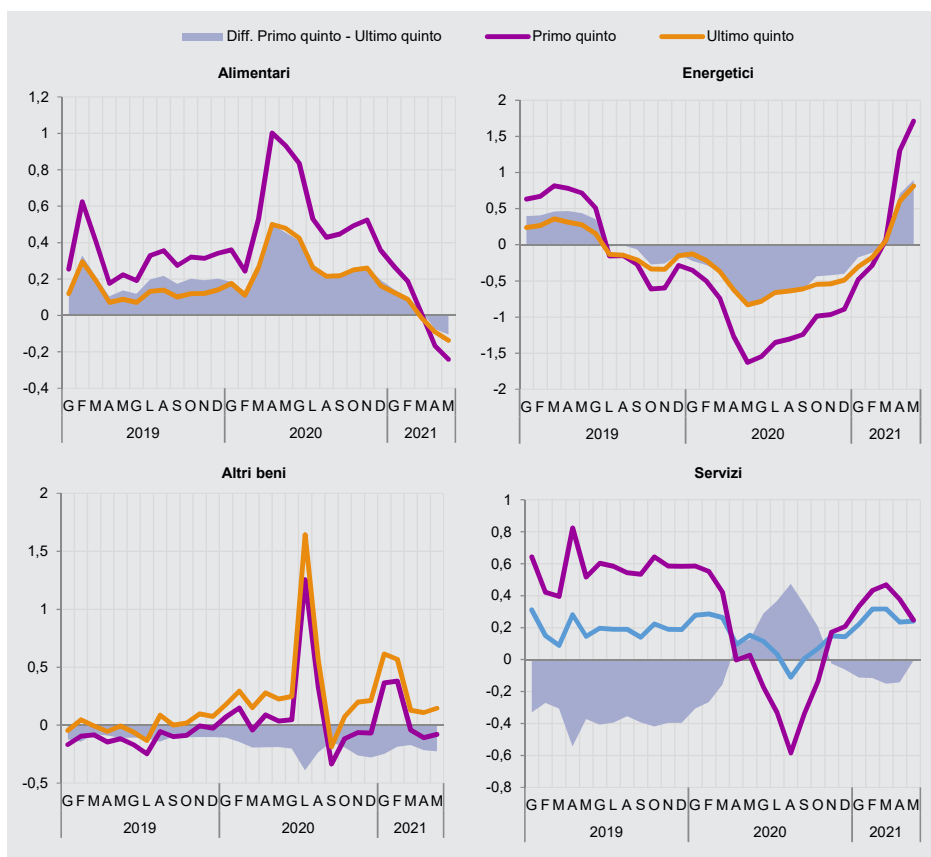 Diff. Primo quinto - Ultimo quinto Primo quinto Ultimo quinto
Alimentari
1,2
1
0,8
0,6
0,4
0,2
0
-0,2
-0,4
G F M A M G L A S O N D G F M A M G L A S O N D G F M A M
2019 2020 2021
Energetici
2
1,5
1
0,5
0
-0,5
-1
-1,5
-2
G F M A M G L A S O N D G F M A M G L A S O N D G F M A M
2019 2020 2021
Altri beni
2
1,5
1
0,5
0
-0,5
G F M A M G L A S O N D G F M A M G L A S O N D G F M A M
2019 2020 2021
Servizi
1
0,8
0,6
0,4
0,2
0
-0,2
-0,4
-0,6
-0,8
G F M A M G L A S O N D G F M A M G L A S O N D G F M A M
2019 2020 2021